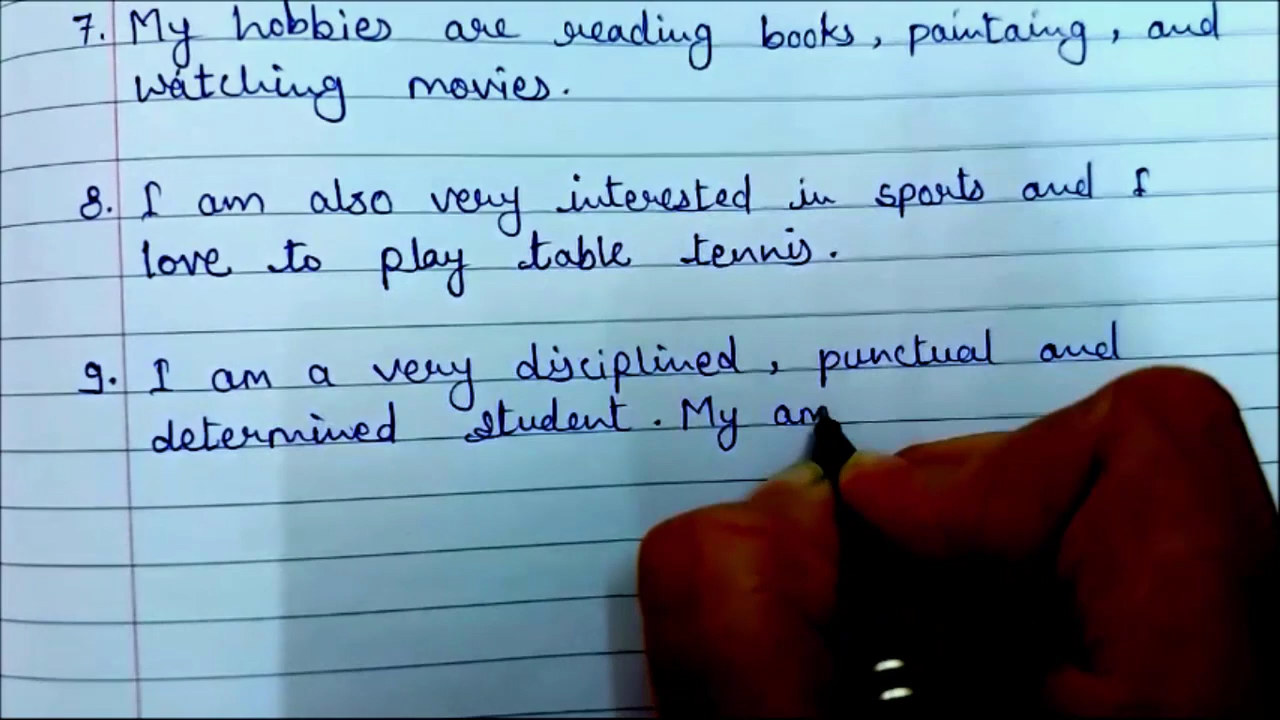 7. My hobbies are reading books, paintaing, and
watching movies.
8. I am also very interested in sports and I
love to play table tennis.
9. I am a very disciplined, punctual and
determined student. My am